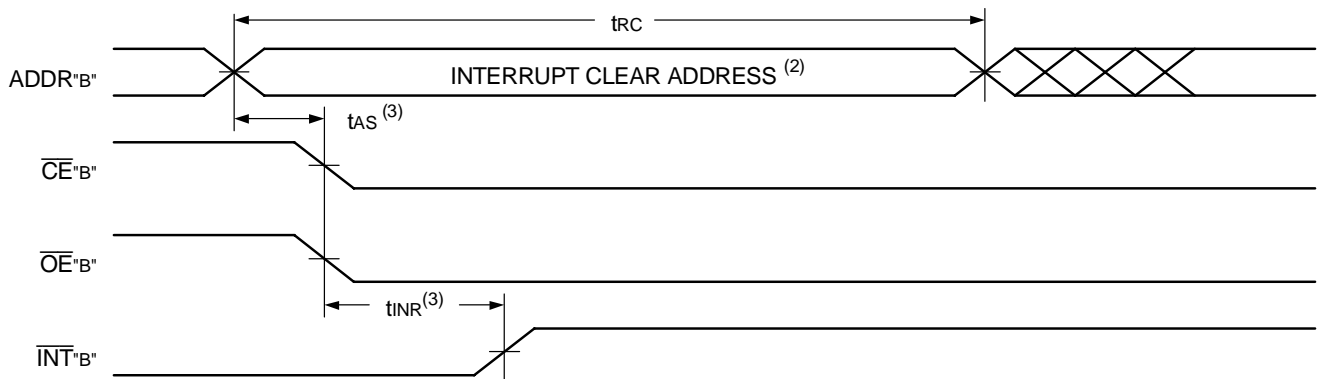 tRC
ADDR"B"
INTERRUPT CLEAR ADDRESS (2)
tAS (3)
CE"B"
OE"B"
tINR(3)
INT"B"